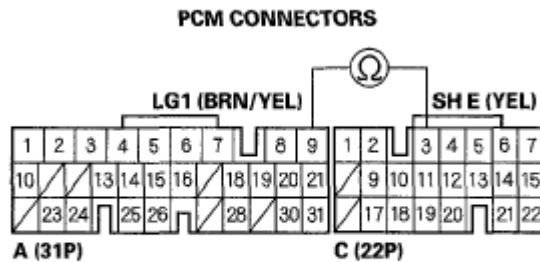 PCM CONNECTORS
Ω
LG1 (BRN/YEL) SH E (YEL)
1 2 3 4 5 6 7 8 9 1 2 3 4 5 6 7
10 13 14 15 16 18 19 20 21 9 10 11 12 13 14 15
23 24 25 26 28 30 31 17 18 19 20 21 22
A (31P) C (22P)